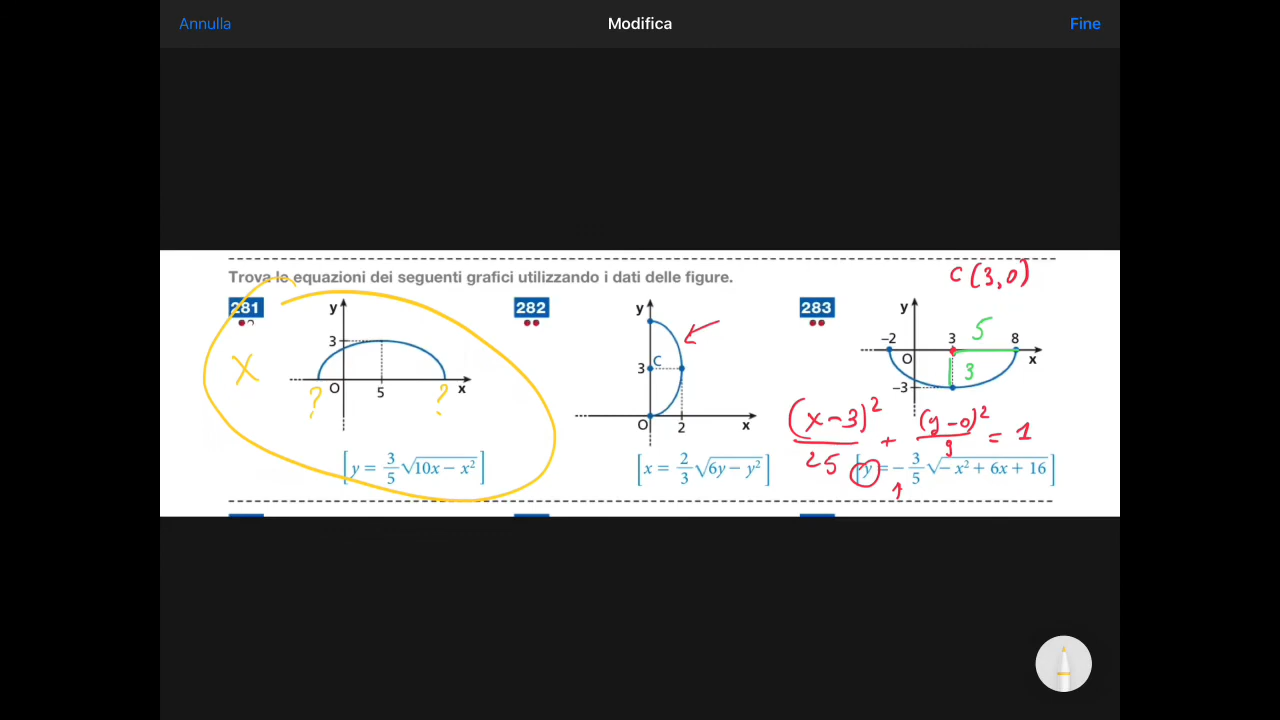 Annulla Modifica Fine
Trova le equazioni dei seguenti grafici utilizzando i dati delle figure.
C (3,0)
281 y 3 O 5 x
X ? ?
[y = 3/5 √10x − x²]
282 y C 3 O 2 x
[x = 2/3 √6y − y²]
283 y −2 3 5 8 O x 3 −3
(x−3)²/25 + (y−0)²/9 = 1
[y = − 3/5 √− x² + 6x + 16]